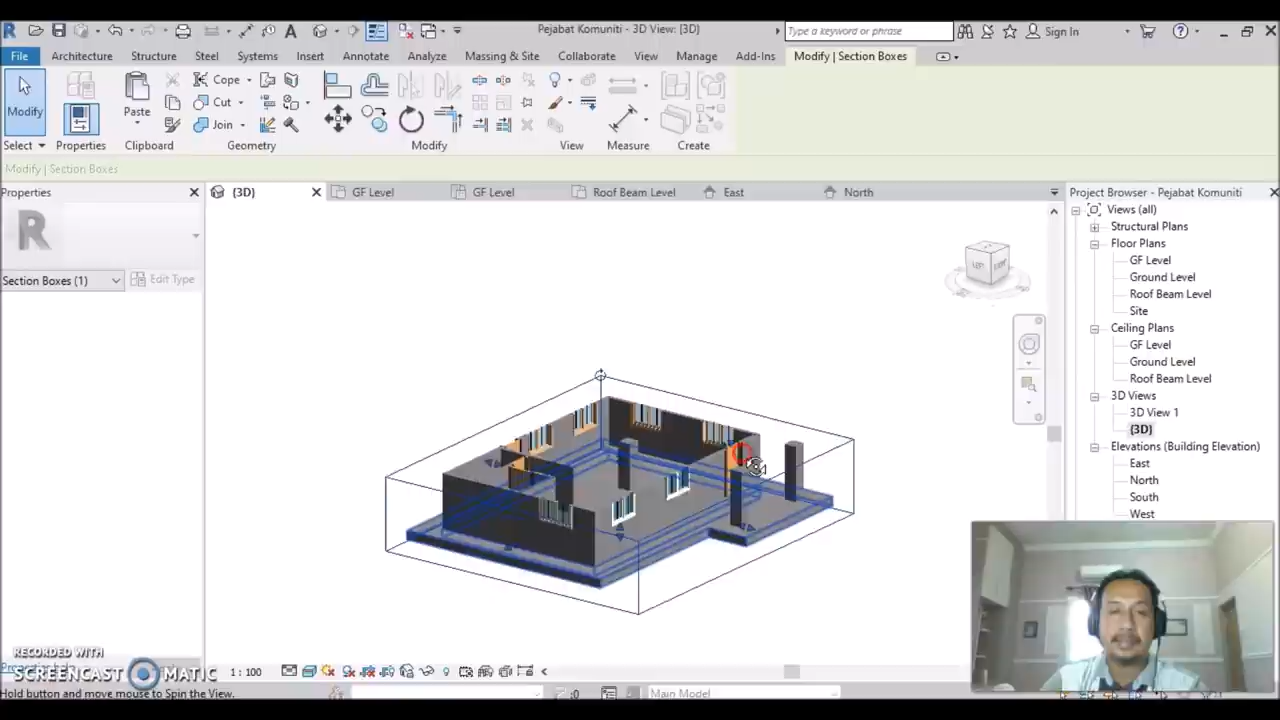 Pejabat Komuniti - 3D View: {3D}
Type a keyword or phrase
Sign In
File
Architecture
Structure
Steel
Systems
Insert
Annotate
Analyze
Massing & Site
Collaborate
View
Manage
Add-Ins
Modify | Section Boxes
Modify
Paste
Cope
Cut
Join
Select
Properties
Clipboard
Geometry
Modify
View
Measure
Create
Modify | Section Boxes
Properties
{3D}
GF Level
GF Level
Roof Beam Level
East
North
Project Browser - Pejabat Komuniti
Section Boxes (1)
Edit Type
LEFT
Views (all)
Structural Plans
Floor Plans
GF Level
Ground Level
Roof Beam Level
Site
Ceiling Plans
GF Level
Ground Level
Roof Beam Level
3D Views
3D View 1
{3D}
Elevations (Building Elevation)
East
North
South
West
RECORDED WITH
SCREENCAST MATIC
1 : 100
Hold button and move mouse to Spin the View.
:0
Main Model